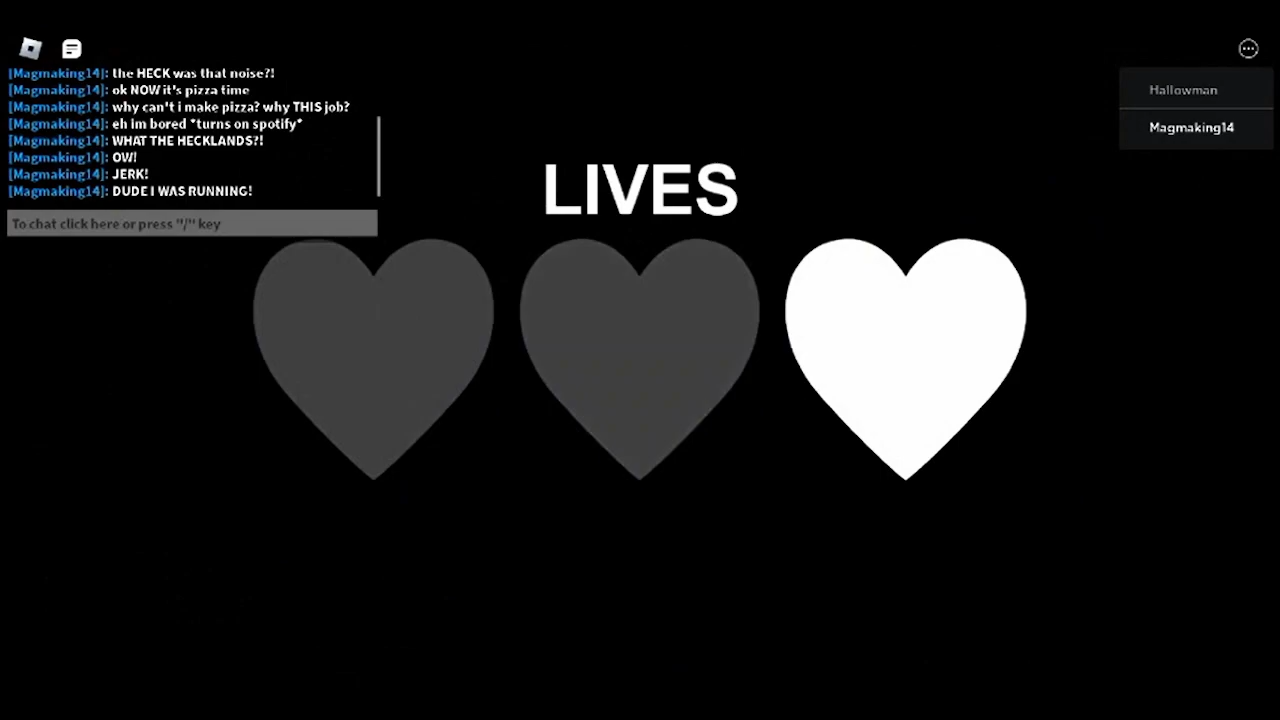 [Magmaking14]: the HECK was that noise?!
[Magmaking14]: ok NOW it's pizza time
[Magmaking14]: why can't i make pizza? why THIS job?
[Magmaking14]: eh im bored *turns on spotify*
[Magmaking14]: WHAT THE HECKLANDS?!
[Magmaking14]: OW!
[Magmaking14]: JERK!
[Magmaking14]: DUDE I WAS RUNNING!
To chat click here or press "/" key
Hallowman
Magmaking14
LIVES